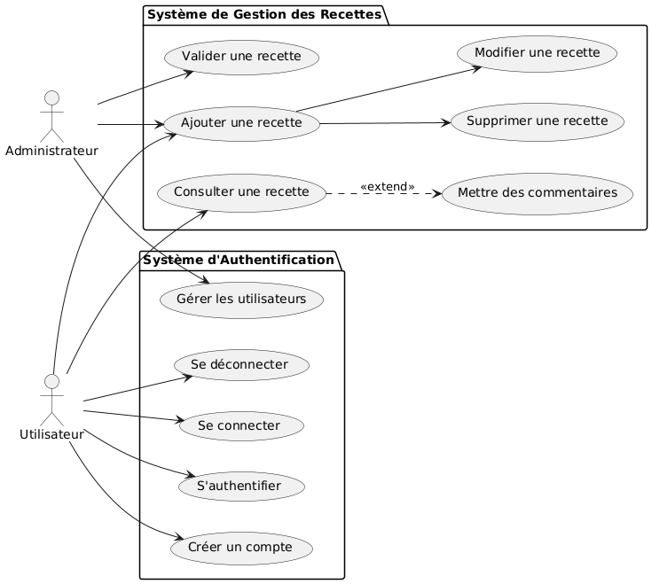 Système de Gestion des Recettes
Modifier une recette
Valider une recette
Administrateur
Ajouter une recette
Supprimer une recette
Consulter une recette
«extend»
Mettre des commentaires
Système d'Authentification
Gérer les utilisateurs
Se déconnecter
Utilisateur
Se connecter
S'authentifier
Créer un compte